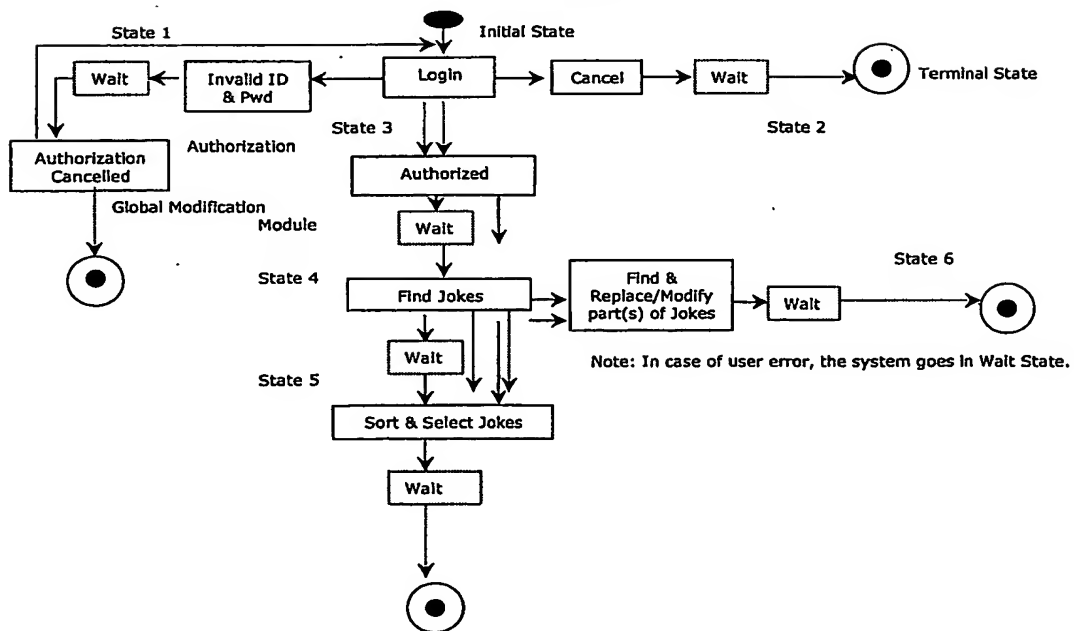 State 1
Initial State
Wait
Invalid ID
& Pwd
Login
Cancel
Wait
Terminal State
State 3
State 2
Authorization
Cancelled
Authorization
Authorized
Global Modification
Module
Wait
State 4
Find Jokes
Find &
Replace/Modify
part(s) of Jokes
Wait
State 6
Wait
Note: In case of user error, the system goes in Wait State.
State 5
Sort & Select Jokes
Wait